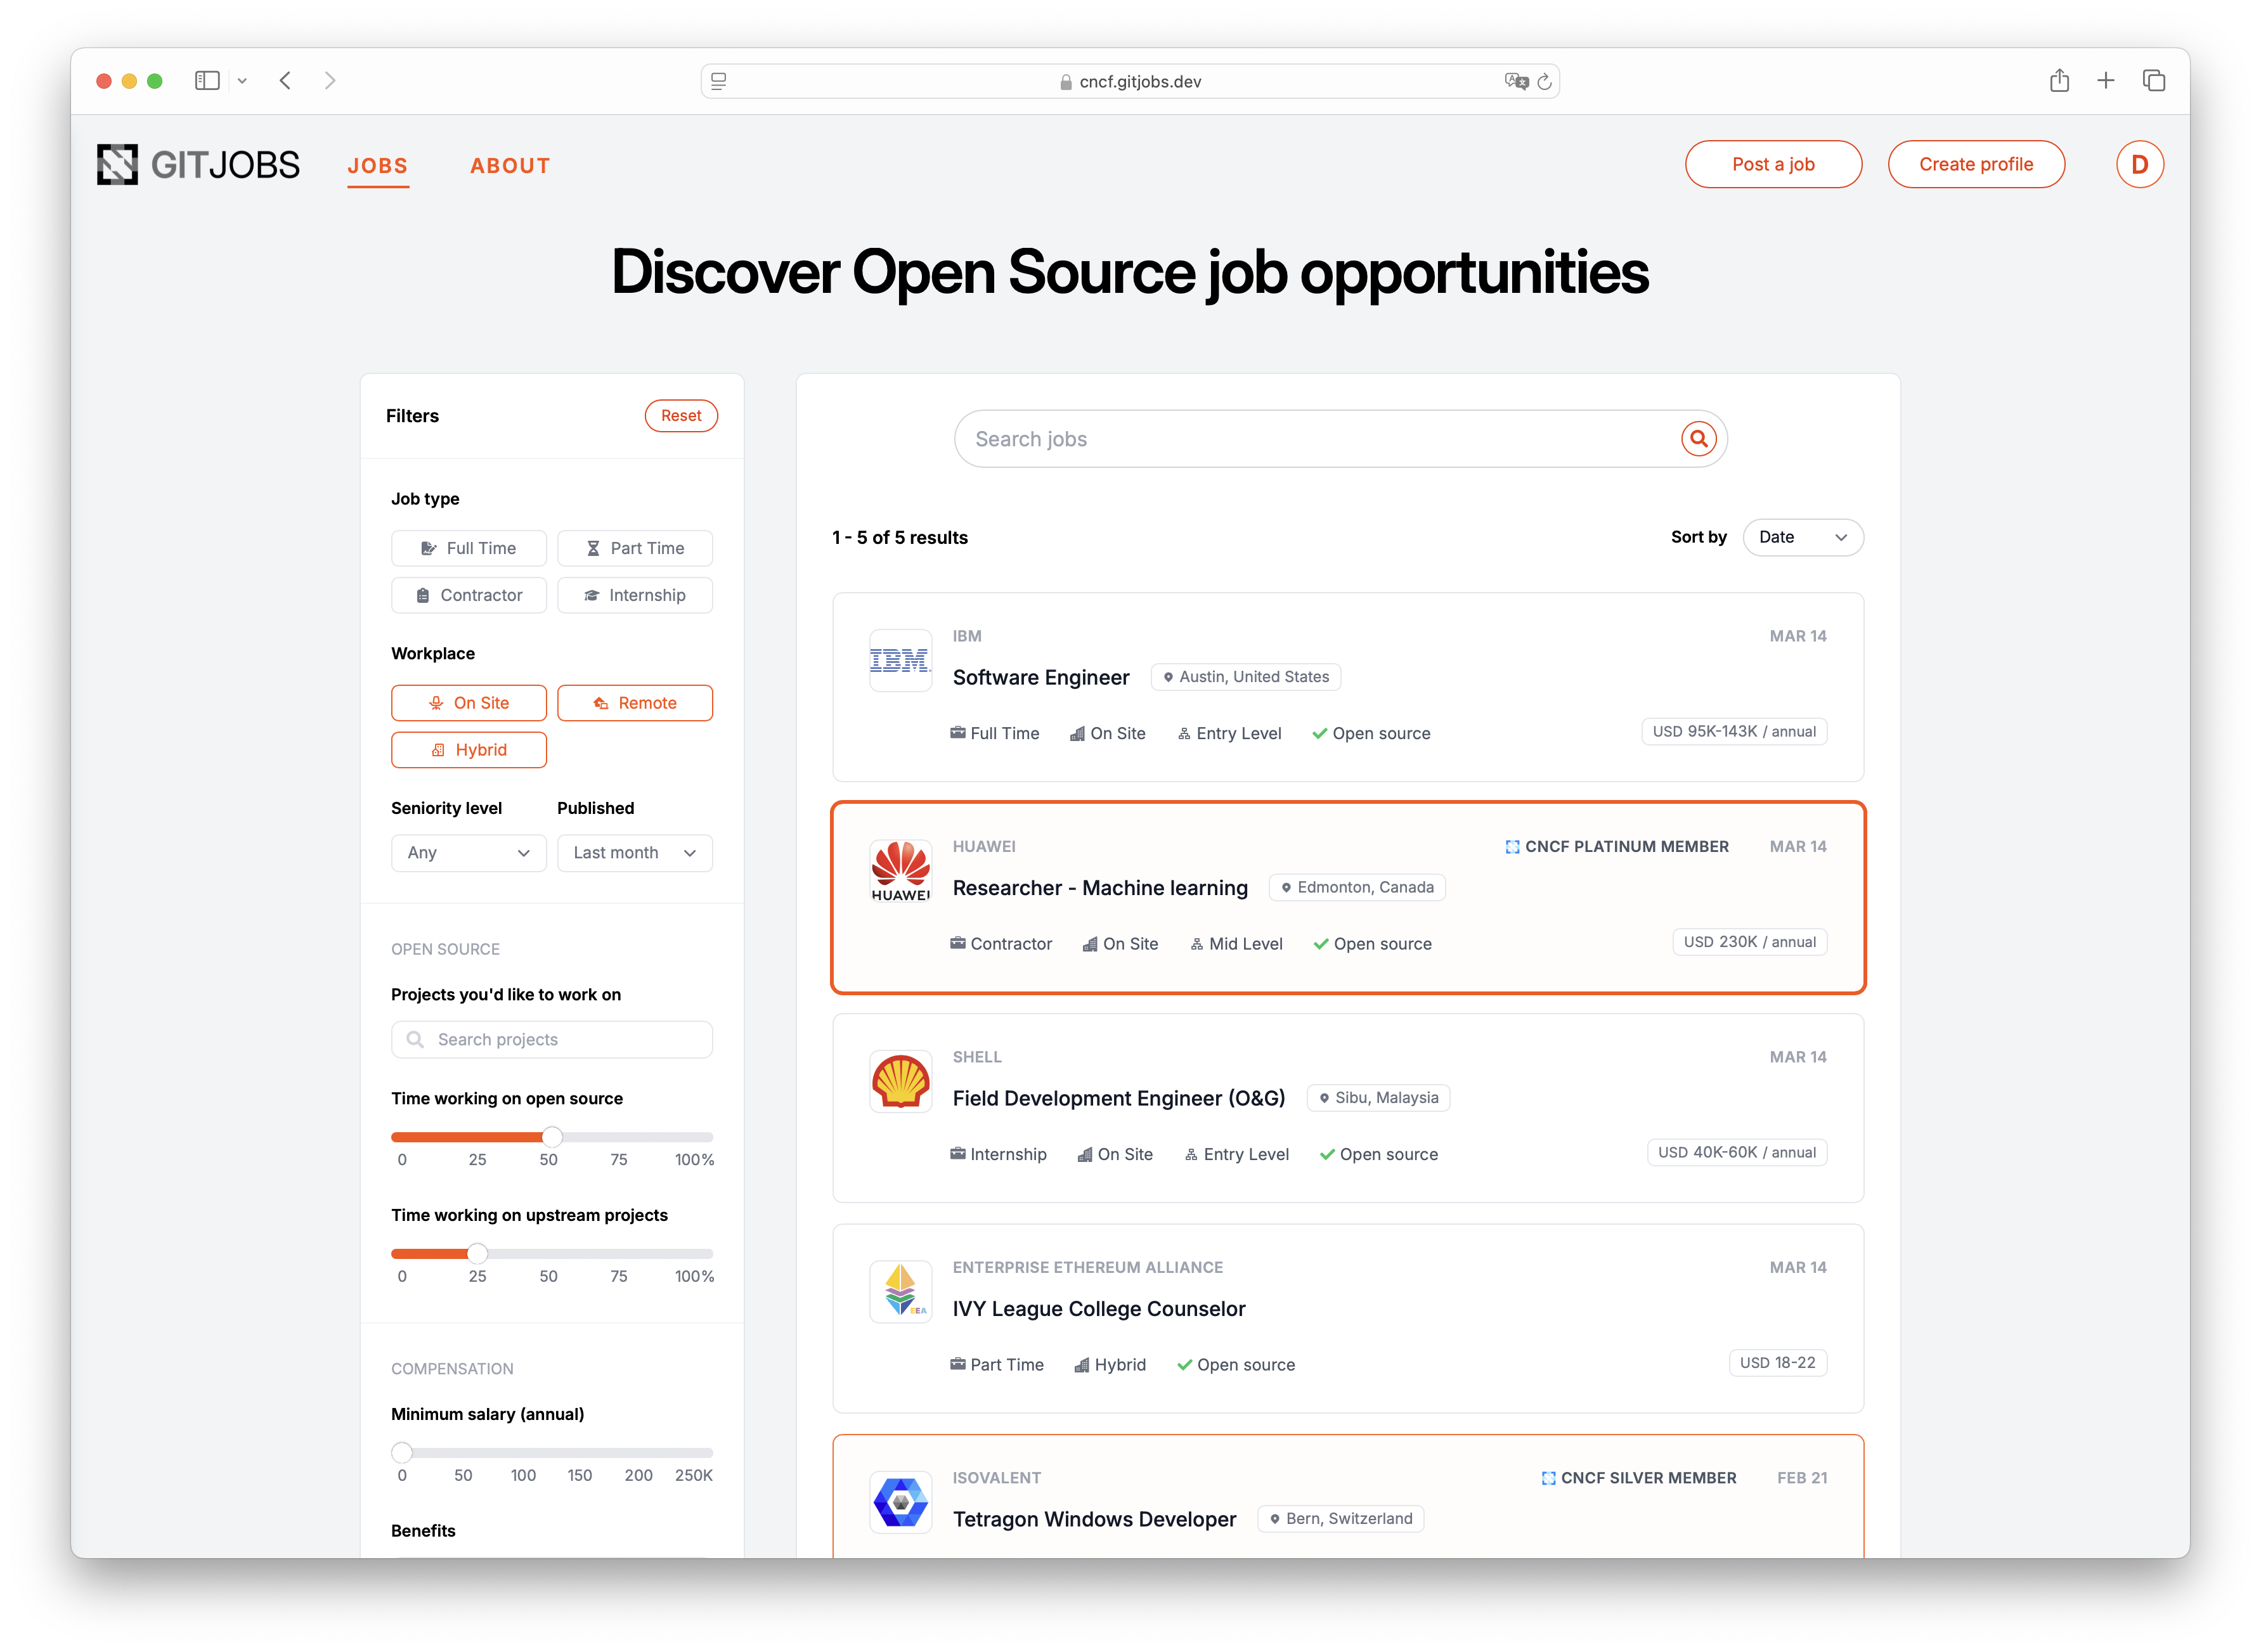 cncf.gitjobs.dev
GITJOBS JOBS ABOUT Post a job Create profile D
Discover Open Source job opportunities
Filters Reset
Job type
Full Time Part Time
Contractor Internship
Workplace
On Site Remote
Hybrid
Seniority level Published
Any Last month
OPEN SOURCE
Projects you'd like to work on
Search projects
Time working on open source
0 25 50 75 100%
Time working on upstream projects
0 25 50 75 100%
COMPENSATION
Minimum salary (annual)
0 50 100 150 200 250K
Benefits
Search jobs
1 - 5 of 5 results Sort by Date
IBM MAR 14
IBM
Software Engineer Austin, United States
Full Time On Site Entry Level Open source USD 95K-143K / annual
HUAWEI CNCF PLATINUM MEMBER MAR 14
HUAWEI
Researcher - Machine learning Edmonton, Canada
Contractor On Site Mid Level Open source USD 230K / annual
SHELL MAR 14
Field Development Engineer (O&G) Sibu, Malaysia
Internship On Site Entry Level Open source USD 40K-60K / annual
ENTERPRISE ETHEREUM ALLIANCE MAR 14
EEA
IVY League College Counselor
Part Time Hybrid Open source USD 18-22
ISOVALENT CNCF SILVER MEMBER FEB 21
Tetragon Windows Developer Bern, Switzerland